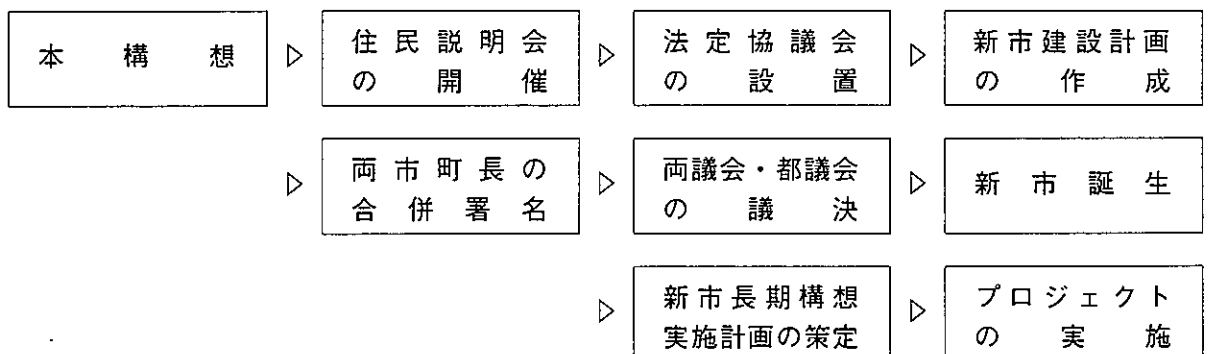 本構想
▷
住民説明会
の開催
▷
法定協議会
の設置
▷
新市建設計画
の作成
▷
両市町長の
合併署名
▷
両議会・都議会
の議決
▷
新市誕生
▷
新市長期構想
実施計画の策定
▷
プロジェクト
の実施